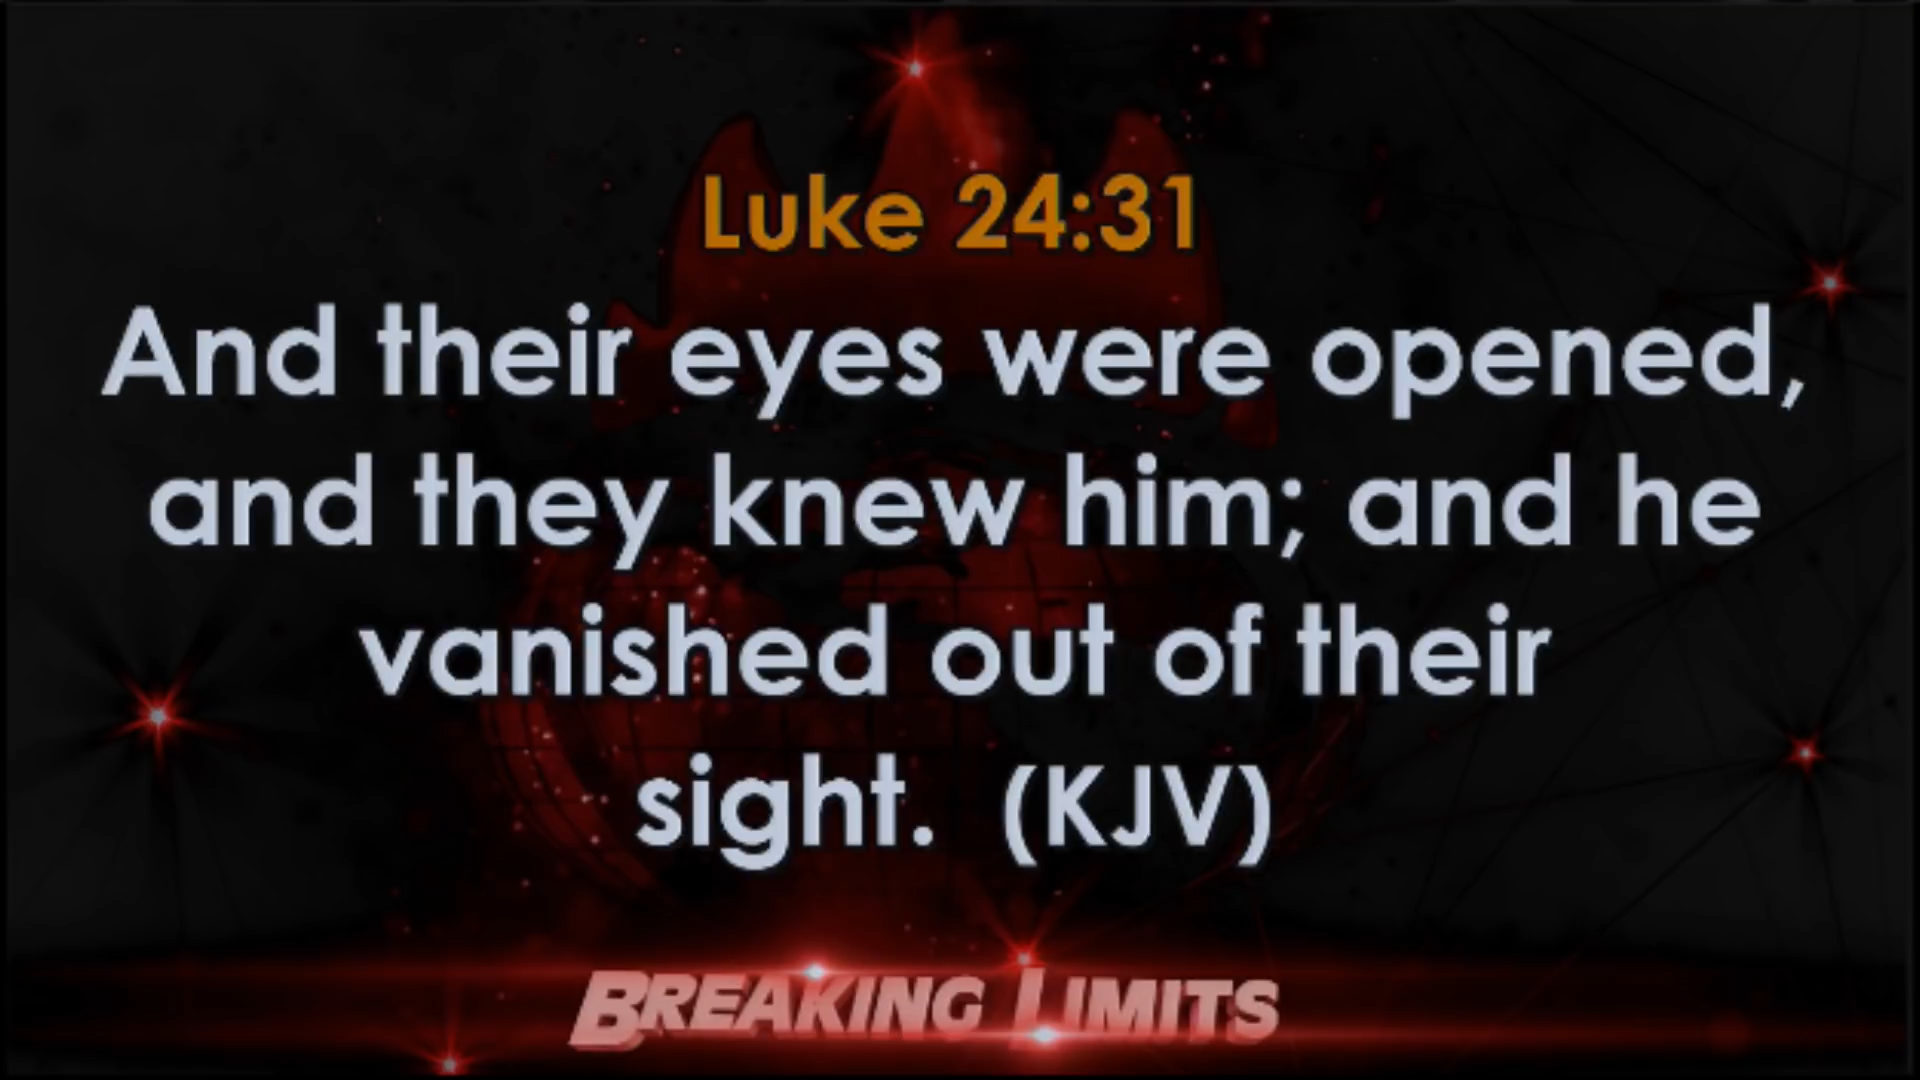 Luke 24:31
And their eyes were opened,
and they knew him; and he
vanished out of their
sight.  (KJV)
BREAKING LIMITS